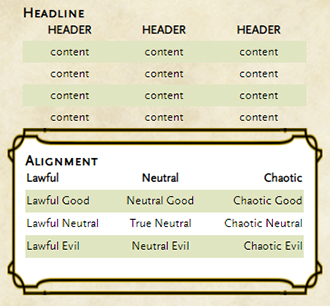 Headline
HEADER HEADER HEADER
content content content
content content content
content content content
content content content
Alignment
Lawful Neutral Chaotic
Lawful Good Neutral Good Chaotic Good
Lawful Neutral True Neutral Chaotic Neutral
Lawful Evil Neutral Evil Chaotic Evil